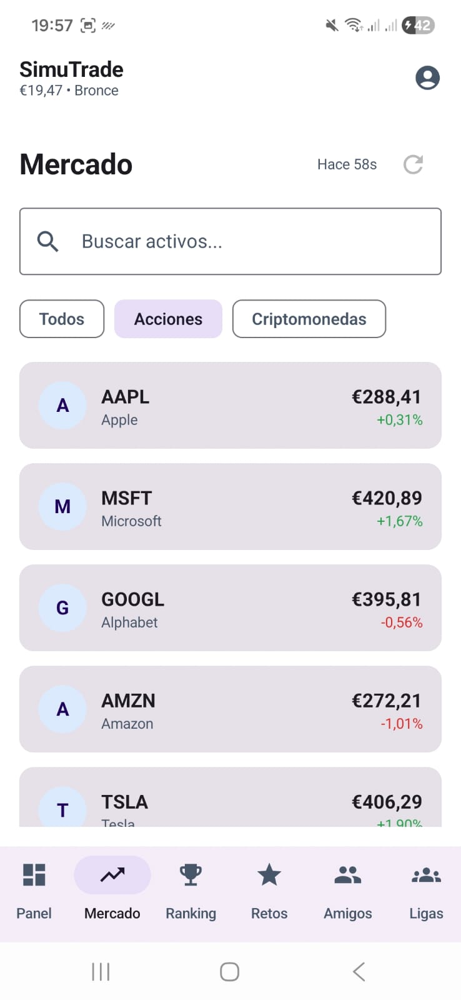 19:57
42
SimuTrade
€19,47 • Bronce
Mercado
Hace 58s
Buscar activos...
Todos
Acciones
Criptomonedas
A
AAPL
Apple
€288,41
+0,31%
M
MSFT
Microsoft
€420,89
+1,67%
G
GOOGL
Alphabet
€395,81
-0,56%
A
AMZN
Amazon
€272,21
-1,01%
T
TSLA
Tesla
€406,29
+1,90%
Panel
Mercado
Ranking
Retos
Amigos
Ligas